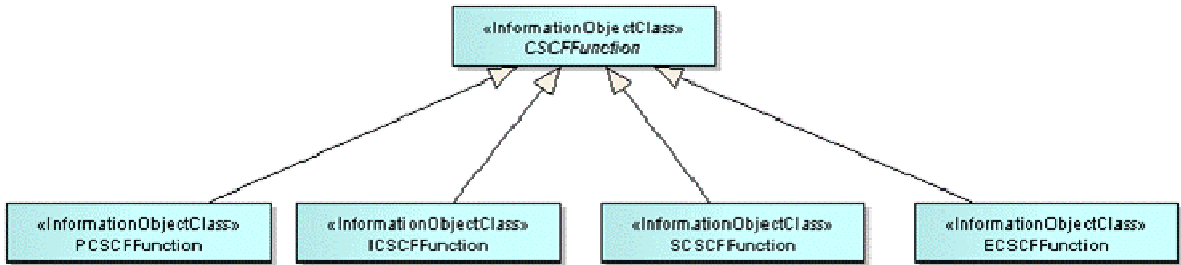 «InformationObjectClass»
CSCFFunction
«InformationObjectClass»
PCSCFFunction
«InformationObjectClass»
ICSCFFunction
«InformationObjectClass»
SCSCFFunction
«InformationObjectClass»
ECSCFFunction